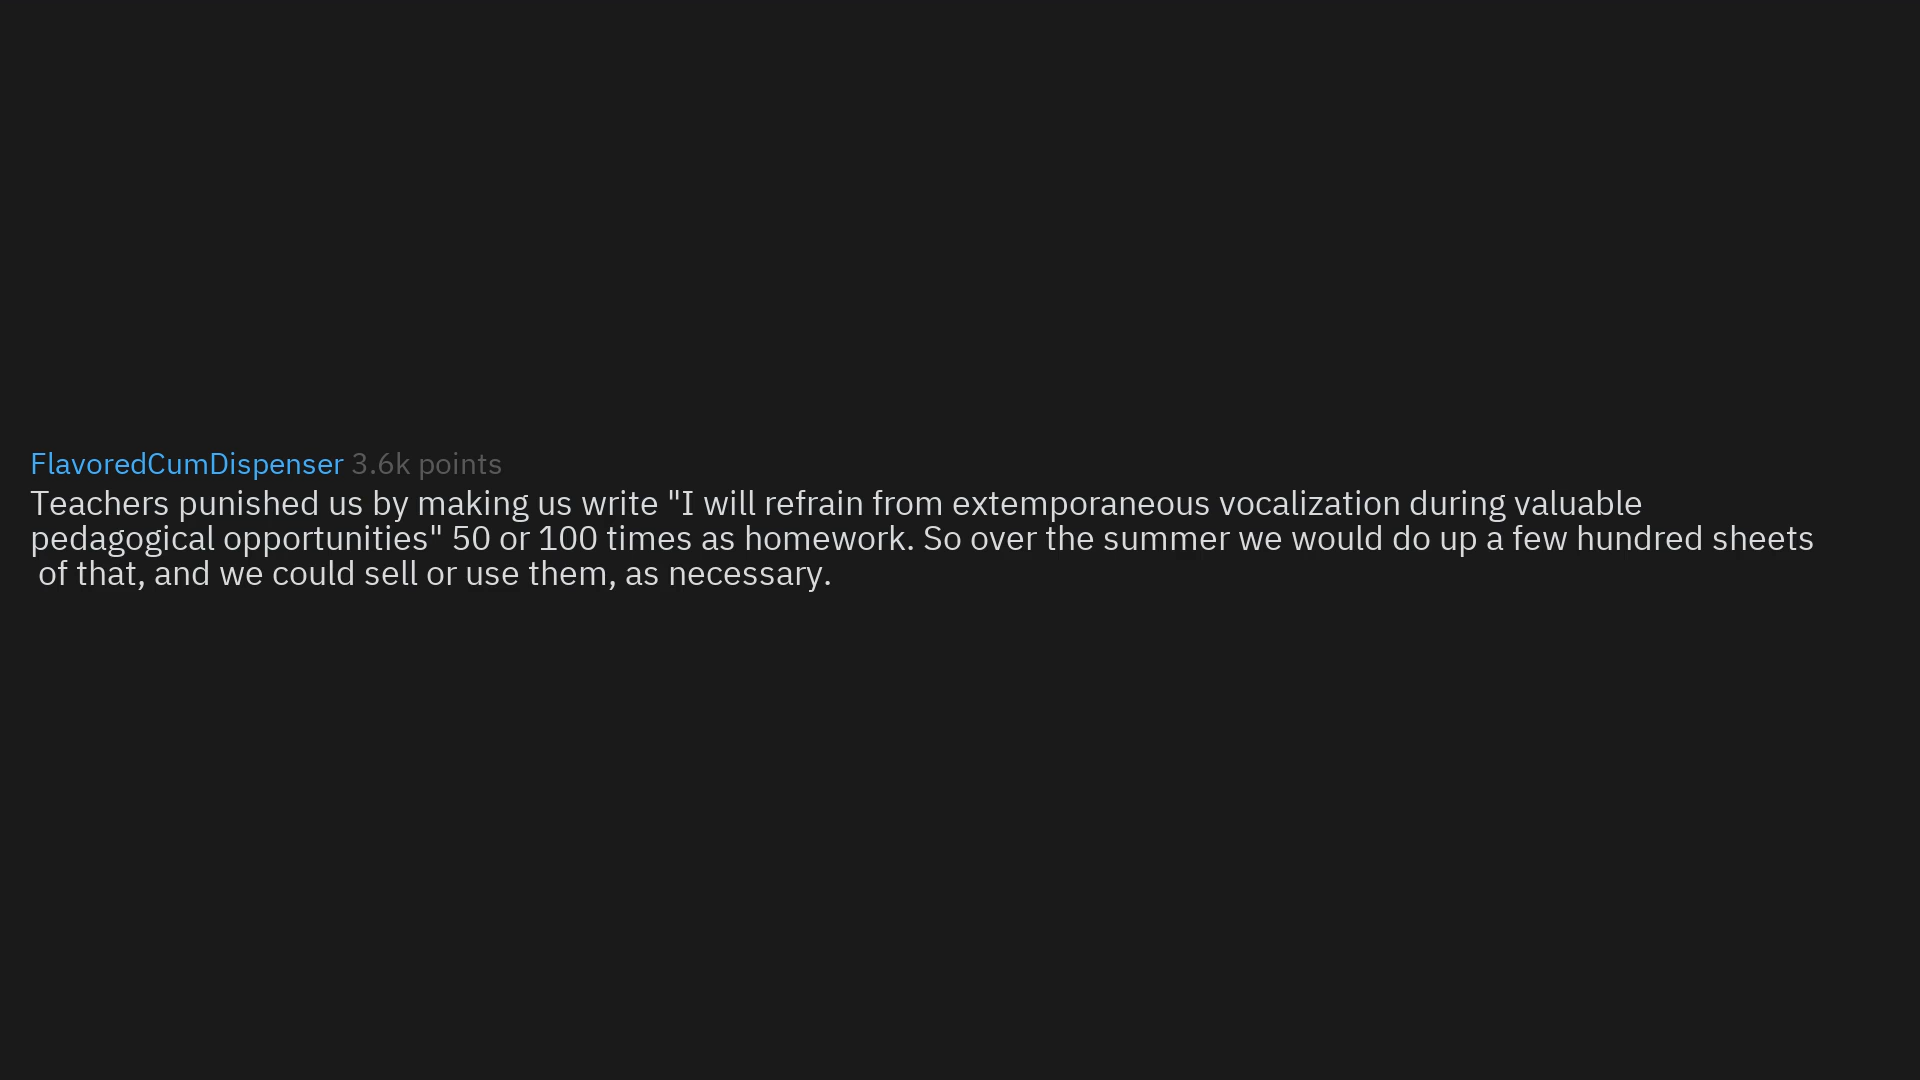 FlavoredCumDispenser 3.6k points
Teachers punished us by making us write "I will refrain from extemporaneous vocalization during valuable
pedagogical opportunities" 50 or 100 times as homework. So over the summer we would do up a few hundred sheets
of that, and we could sell or use them, as necessary.